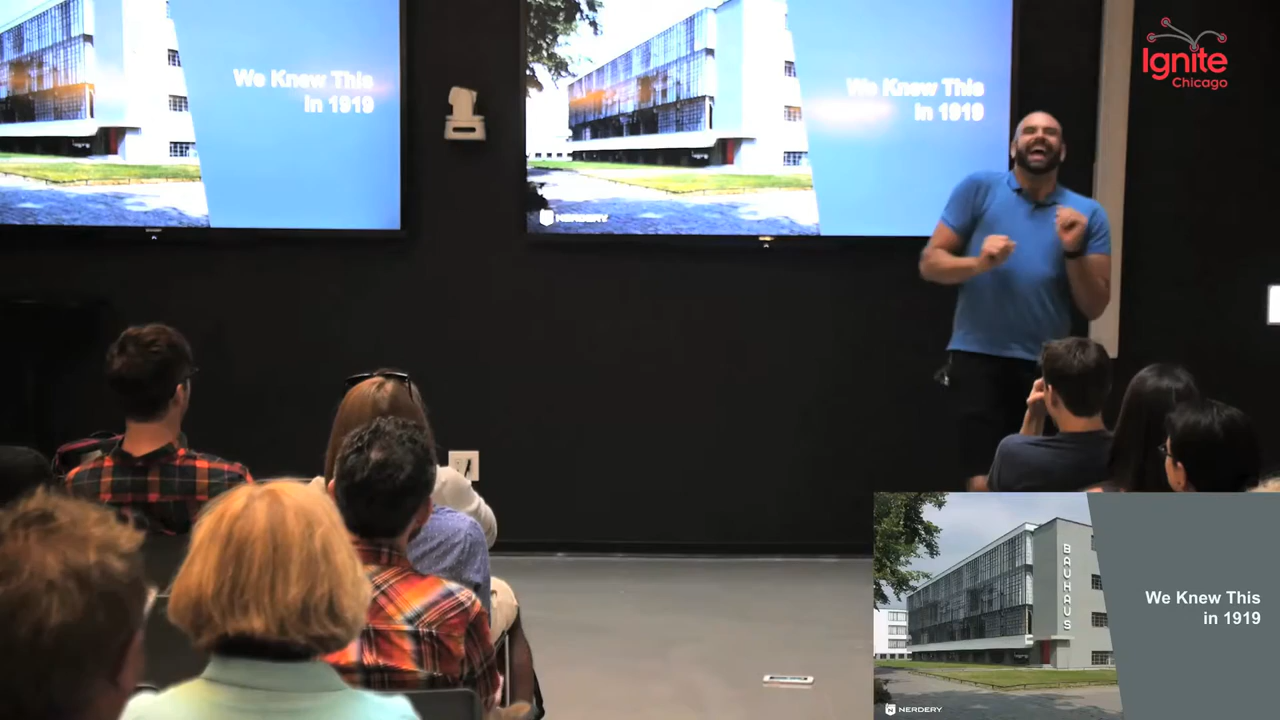 We Knew This
in 1919
We Knew This
in 1919
NERDERY
Ignite
Chicago
BAUHAUS
We Knew This
in 1919
NERDERY